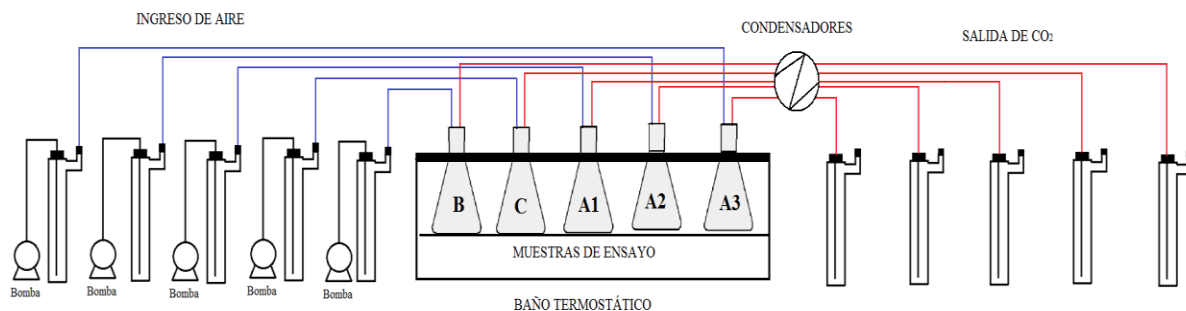 INGRESO DE AIRE
CONDENSADORES
SALIDA DE CO₂
B
C
A1
A2
A3
MUESTRAS DE ENSAYO
Bomba
Bomba
Bomba
Bomba
Bomba
BAÑO TERMOSTÁTICO